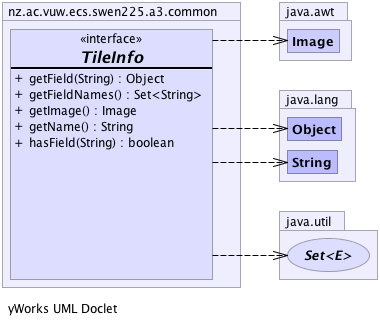 nz.ac.vuw.ecs.swen225.a3.common
«interface»
TileInfo
+ getField(String) : Object
+ getFieldNames() : Set<String>
+ getImage() : Image
+ getName() : String
+ hasField(String) : boolean
java.awt
Image
java.lang
Object
String
java.util
Set<E>
yWorks UML Doclet